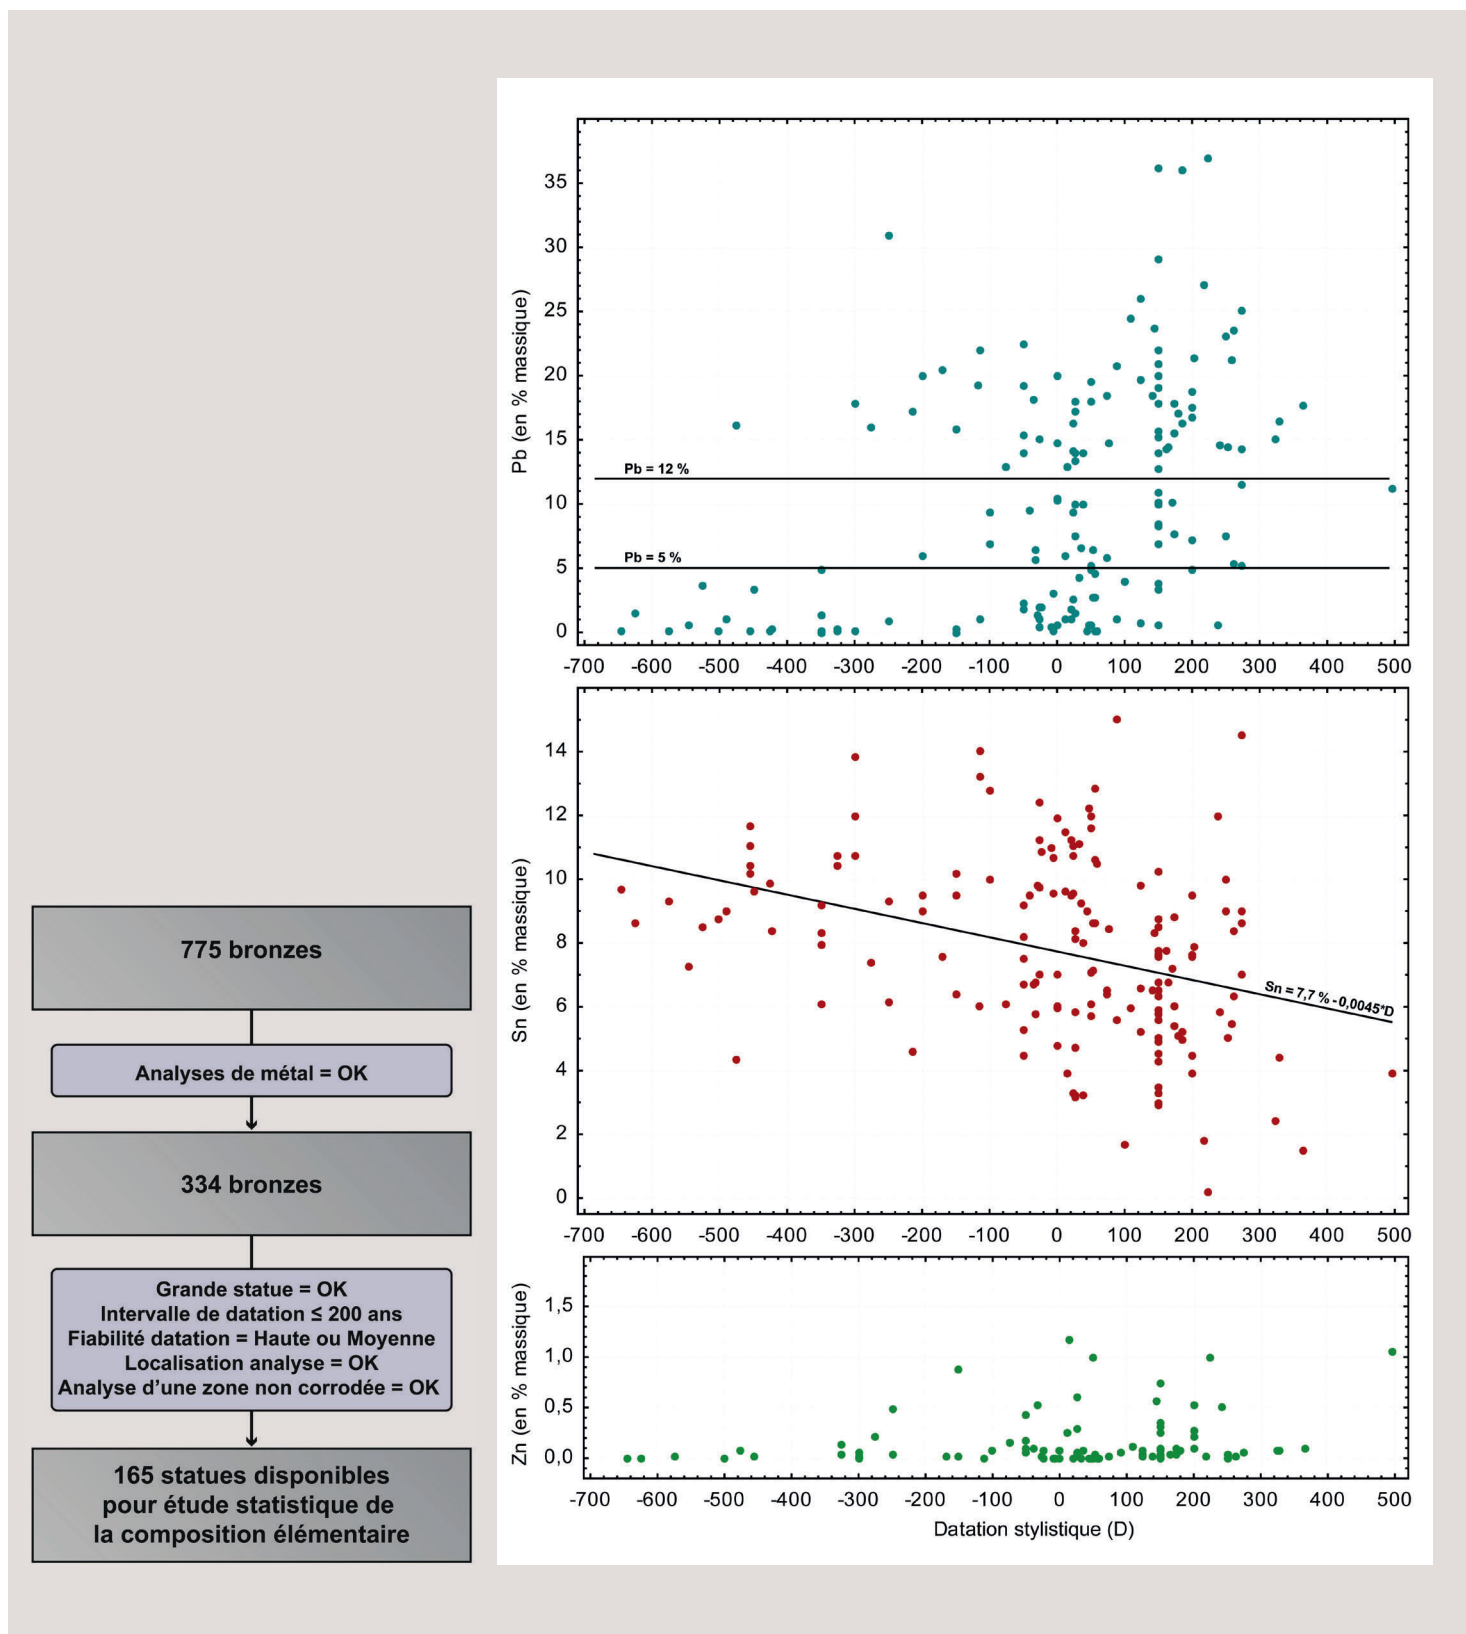 775 bronzes
Analyses de métal = OK
334 bronzes
Grande statue = OK
Intervalle de datation ≤ 200 ans
Fiabilité datation = Haute ou Moyenne
Localisation analyse = OK
Analyse d’une zone non corrodée = OK
165 statues disponibles
pour étude statistique de
la composition élémentaire
Pb (en % massique)
35
30
25
20
15
10
5
0
Pb = 12 %
Pb = 5 %
-700 -600 -500 -400 -300 -200 -100 0 100 200 300 400 500
Sn (en % massique)
14
12
10
8
6
4
2
0
Sn = 7,7 % - 0,0045*D
-700 -600 -500 -400 -300 -200 -100 0 100 200 300 400 500
Zn (en % massique)
1,5
1,0
0,5
0,0
-700 -600 -500 -400 -300 -200 -100 0 100 200 300 400 500
Datation stylistique (D)